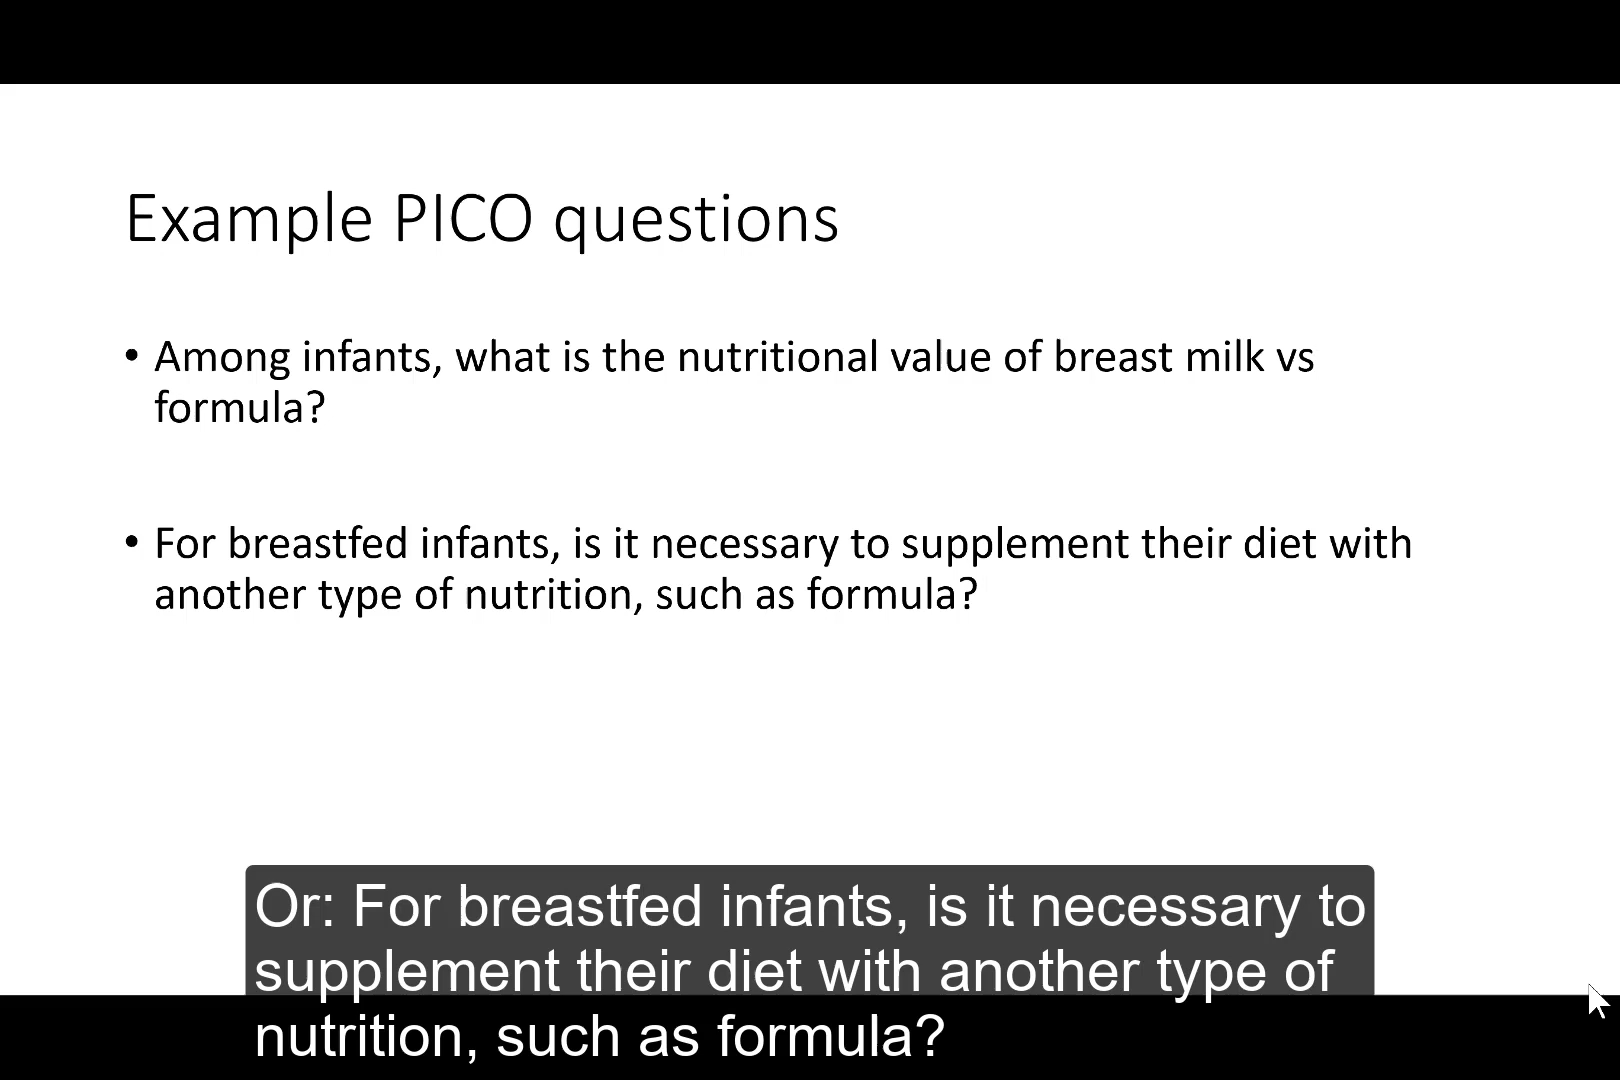 Example PICO questions
• Among infants, what is the nutritional value of breast milk vs
formula?
• For breastfed infants, is it necessary to supplement their diet with
another type of nutrition, such as formula?
Or: For breastfed infants, is it necessary to
supplement their diet with another type of
nutrition, such as formula?